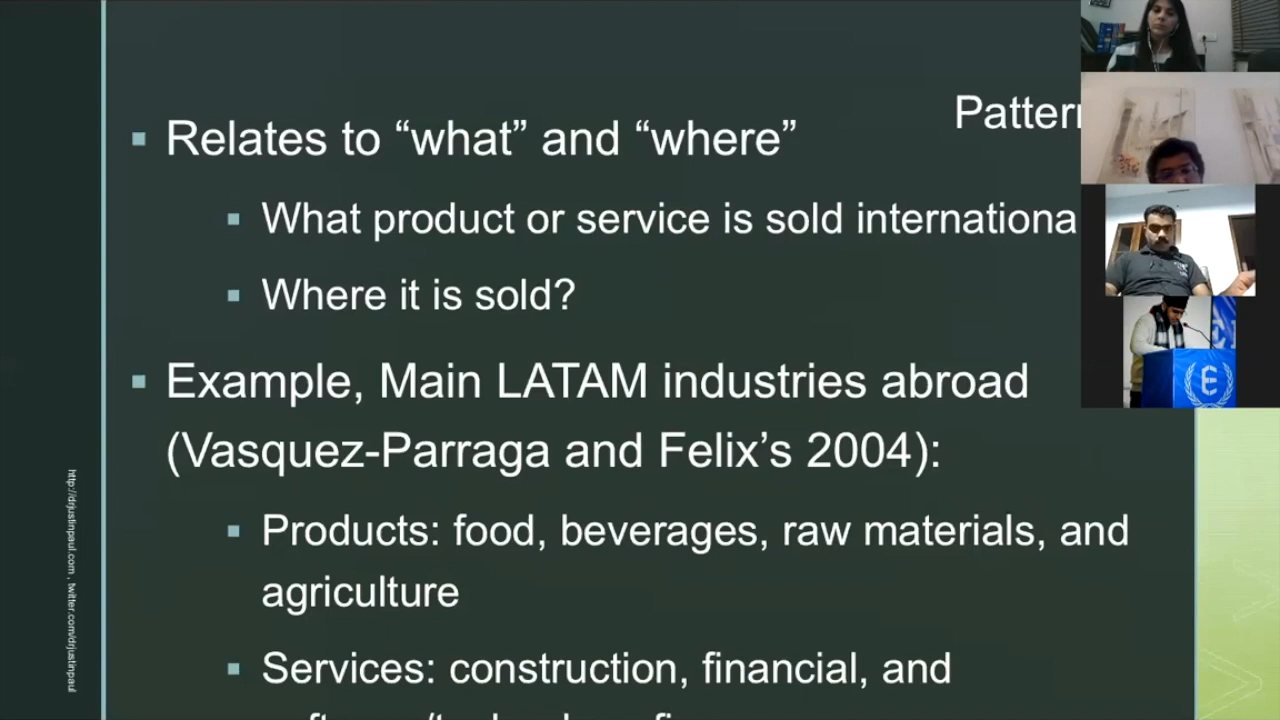 Relates to “what” and “where”
What product or service is sold internationa
Where it is sold?
Example, Main LATAM industries abroad
(Vasquez-Parraga and Felix’s 2004):
Products: food, beverages, raw materials, and
agriculture
Services: construction, financial, and
http://drjustinpaul.com , twitter.com/drjustinpaul
E